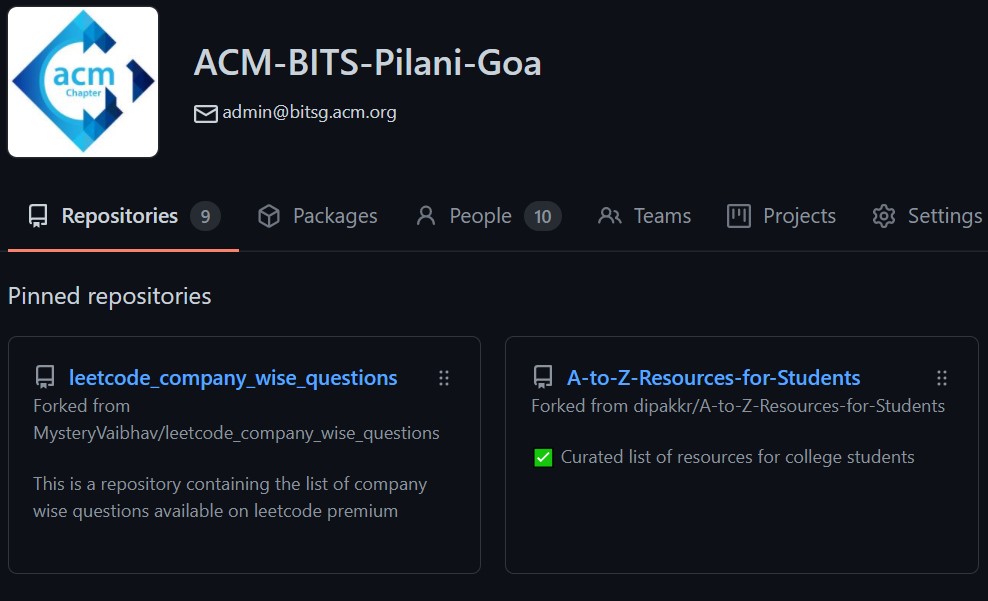 acm
Chapter
ACM-BITS-Pilani-Goa
admin@bitsg.acm.org
Repositories 9 Packages People 10 Teams Projects Settings
Pinned repositories
leetcode_company_wise_questions
Forked from
MysteryVaibhav/leetcode_company_wise_questions
This is a repository containing the list of company
wise questions available on leetcode premium
A-to-Z-Resources-for-Students
Forked from dipakkr/A-to-Z-Resources-for-Students
✅ Curated list of resources for college students